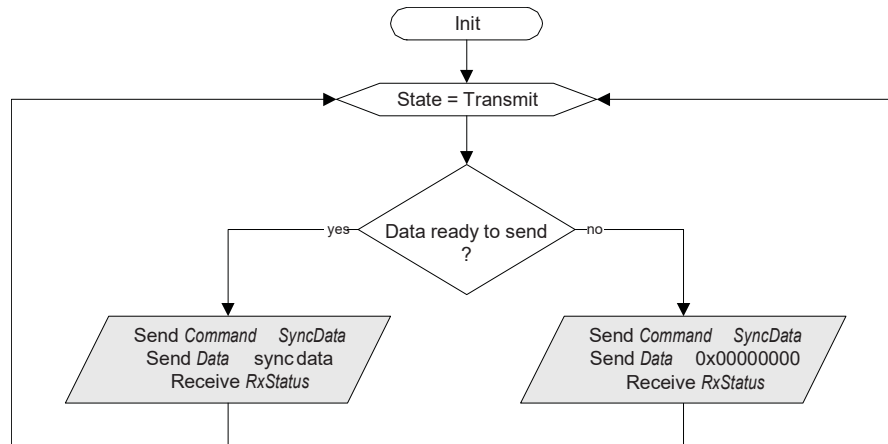 Init
State = Transmit
yes
Data ready to send
?
no
Send Command SyncData
Send Data sync data
Receive RxStatus
Send Command SyncData
Send Data 0x00000000
Receive RxStatus